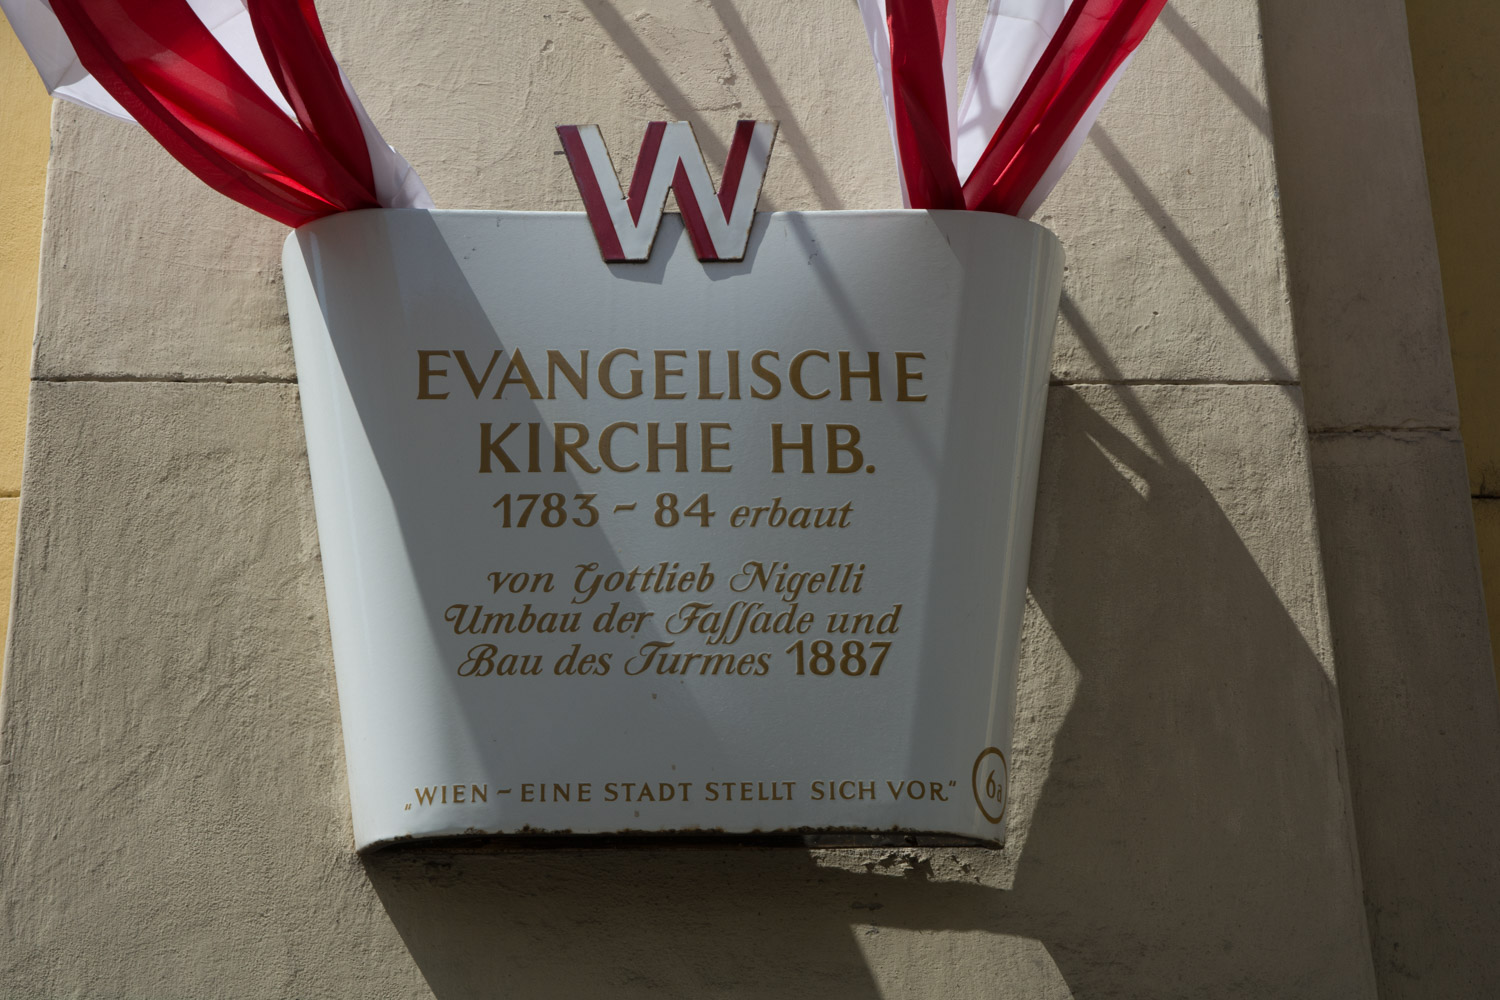 W
EVANGELISCHE
KIRCHE HB.
1783 - 84 erbaut
von Gottlieb Nigelli
Umbau der Faſſade und
Bau des Turmes 1887
„WIEN - EINE STADT STELLT SICH VOR."
6a